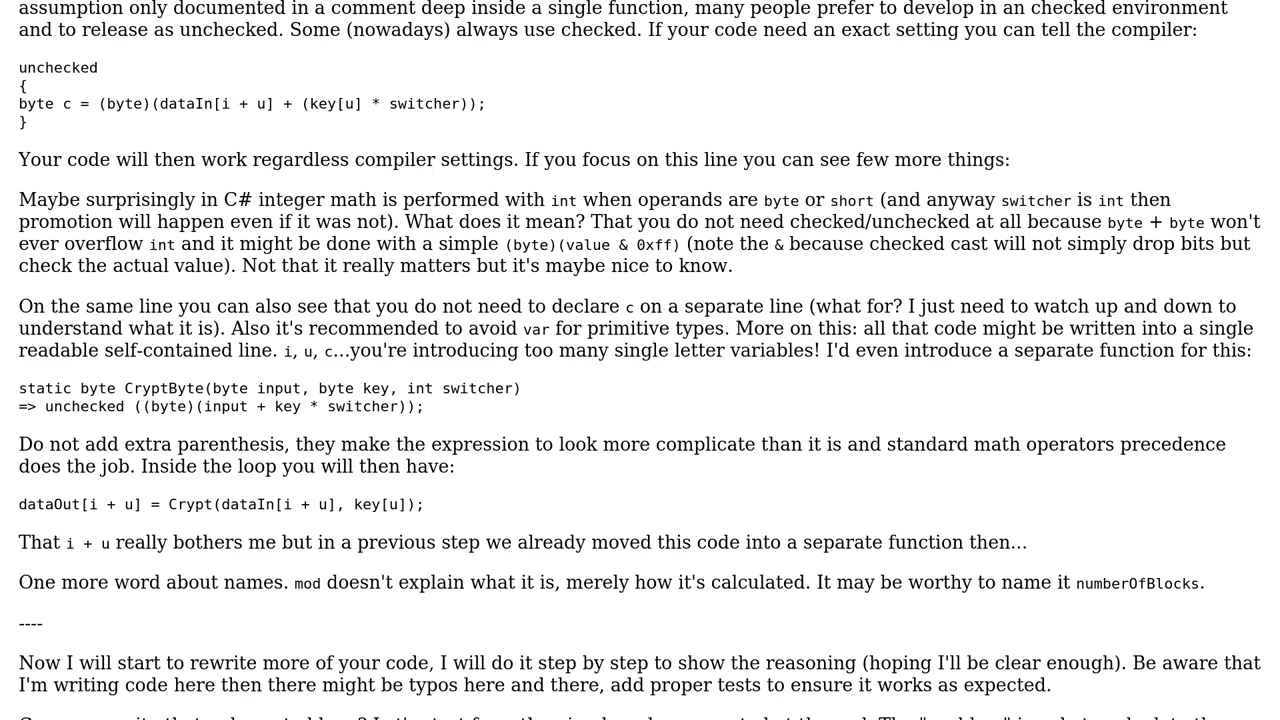 assumption only documented in a comment deep inside a single function, many people prefer to develop in an checked environment
and to release as unchecked. Some (nowadays) always use checked. If your code need an exact setting you can tell the compiler:
unchecked
{
byte c = (byte)(dataIn[i + u] + (key[u] * switcher));
}
Your code will then work regardless compiler settings. If you focus on this line you can see few more things:
Maybe surprisingly in C# integer math is performed with int when operands are byte or short (and anyway switcher is int then
promotion will happen even if it was not). What does it mean? That you do not need checked/unchecked at all because byte + byte won't
ever overflow int and it might be done with a simple (byte)(value & 0xff) (note the & because checked cast will not simply drop bits but
check the actual value). Not that it really matters but it's maybe nice to know.
On the same line you can also see that you do not need to declare c on a separate line (what for? I just need to watch up and down to
understand what it is). Also it's recommended to avoid var for primitive types. More on this: all that code might be written into a single
readable self-contained line. i, u, c...you're introducing too many single letter variables! I'd even introduce a separate function for this:
static byte CryptByte(byte input, byte key, int switcher)
=> unchecked ((byte)(input + key * switcher));
Do not add extra parenthesis, they make the expression to look more complicate than it is and standard math operators precedence
does the job. Inside the loop you will then have:
dataOut[i + u] = Crypt(dataIn[i + u], key[u]);
That i + u really bothers me but in a previous step we already moved this code into a separate function then...
One more word about names. mod doesn't explain what it is, merely how it's calculated. It may be worthy to name it numberOfBlocks.
----
Now I will start to rewrite more of your code, I will do it step by step to show the reasoning (hoping I'll be clear enough). Be aware that
I'm writing code here then there might be typos here and there, add proper tests to ensure it works as expected.